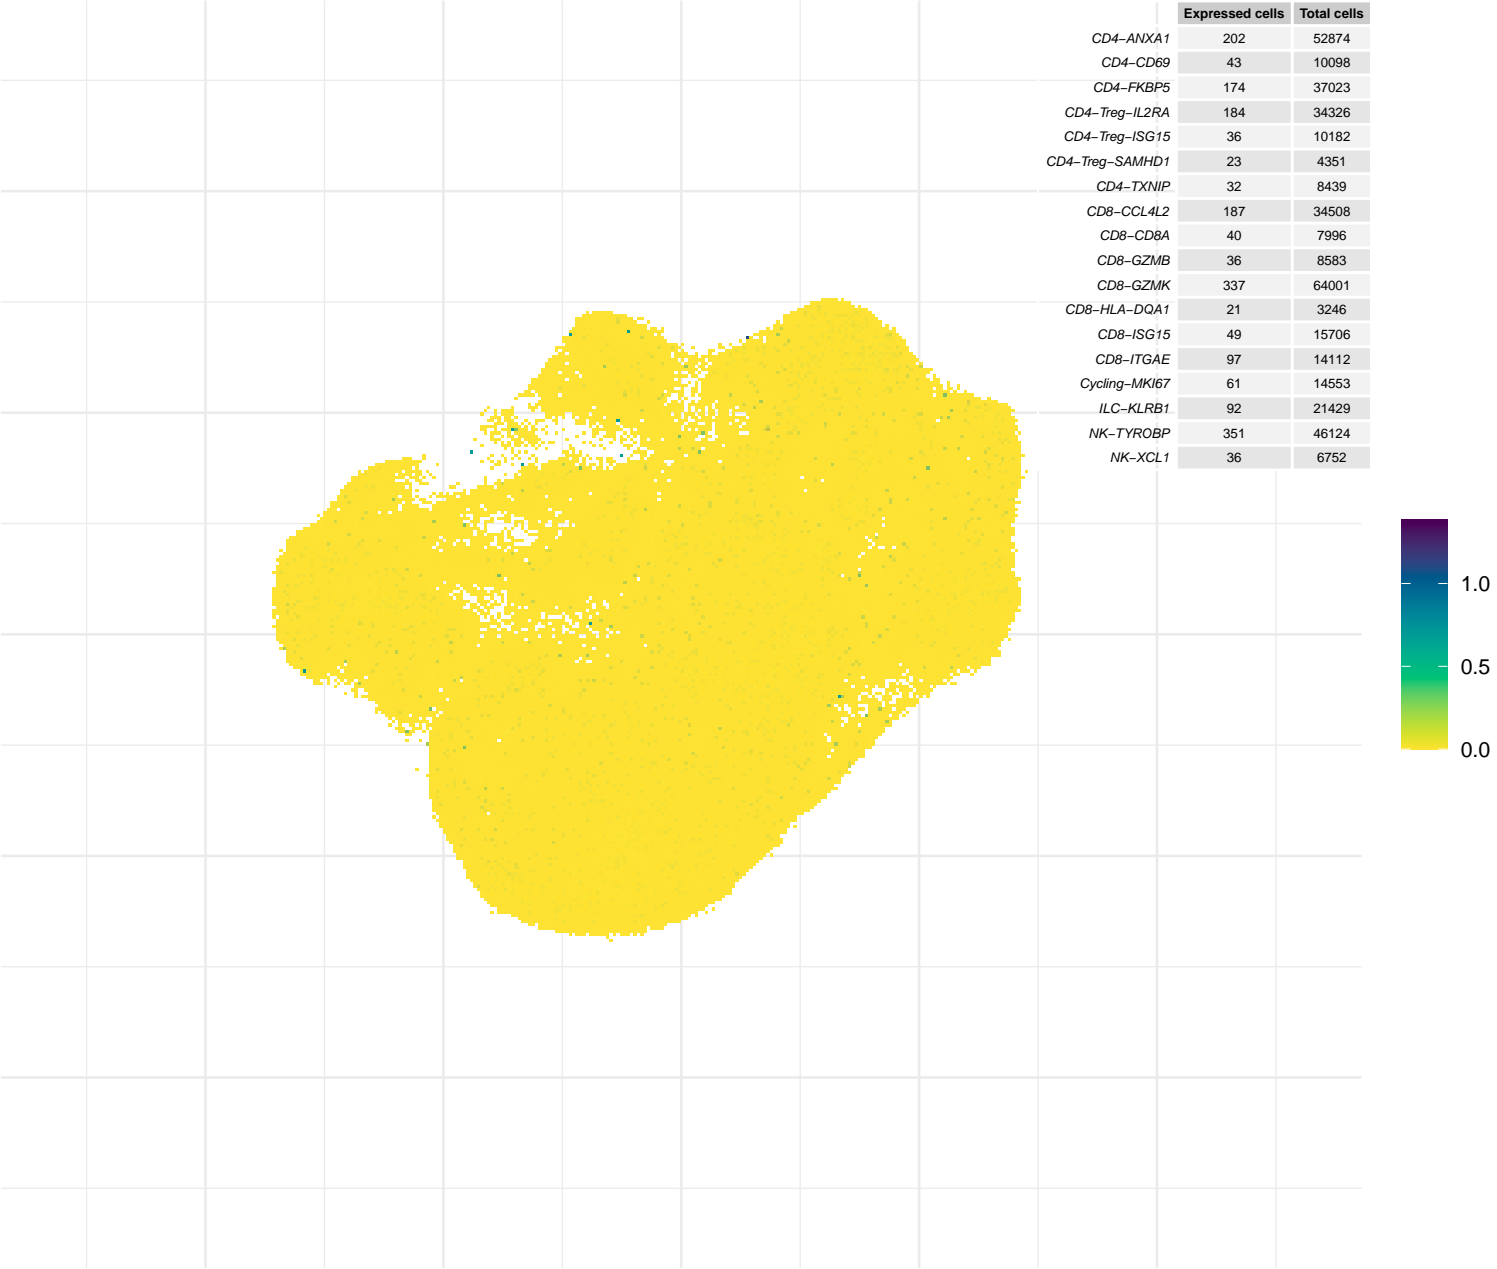 Expressed cells Total cells
CD4−ANXA1 202 52874
CD4−CD69 43 10098
CD4−FKBP5 174 37023
CD4−Treg−IL2RA 184 34326
CD4−Treg−ISG15 36 10182
CD4−Treg−SAMHD1 23 4351
CD4−TXNIP 32 8439
CD8−CCL4L2 187 34508
CD8−CD8A 40 7996
CD8−GZMB 36 8583
CD8−GZMK 337 64001
CD8−HLA−DQA1 21 3246
CD8−ISG15 49 15706
CD8−ITGAE 97 14112
Cycling−MKI67 61 14553
ILC−KLRB1 92 21429
NK−TYROBP 351 46124
NK−XCL1 36 6752
1.0
0.5
0.0